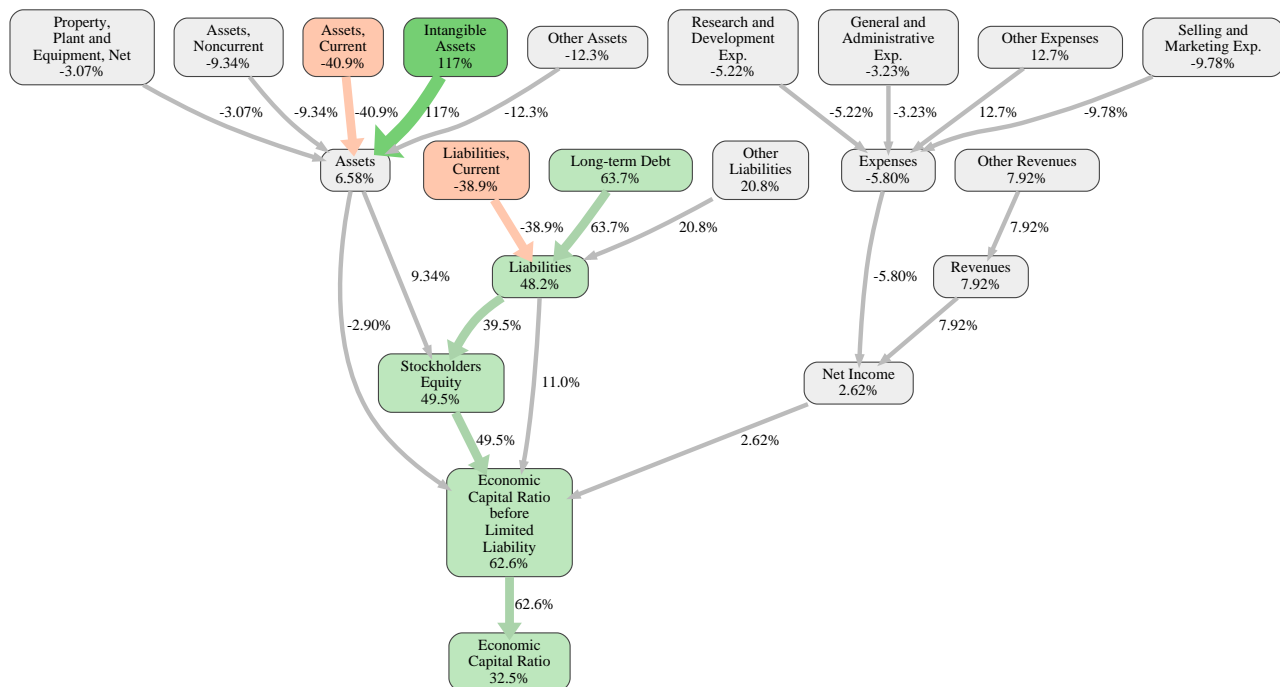 Property,
Plant and
Equipment, Net
-3.07%
Assets,
Noncurrent
-9.34%
Assets,
Current
-40.9%
Intangible
Assets
117%
Other Assets
-12.3%
Research and
Development
Exp.
-5.22%
General and
Administrative
Exp.
-3.23%
Other Expenses
12.7%
Selling and
Marketing Exp.
-9.78%
-3.07%
-9.34%
-40.9%
117%
-12.3%
-5.22%
-3.23%
12.7%
-9.78%
Assets
6.58%
Liabilities,
Current
-38.9%
Long-term Debt
63.7%
Other
Liabilities
20.8%
Expenses
-5.80%
Other Revenues
7.92%
-38.9%
63.7%
20.8%
7.92%
9.34%
Liabilities
48.2%
-5.80%
Revenues
7.92%
-2.90%
39.5%
7.92%
Stockholders
Equity
49.5%
11.0%
Net Income
2.62%
49.5%
2.62%
Economic
Capital Ratio
before
Limited
Liability
62.6%
62.6%
Economic
Capital Ratio
32.5%